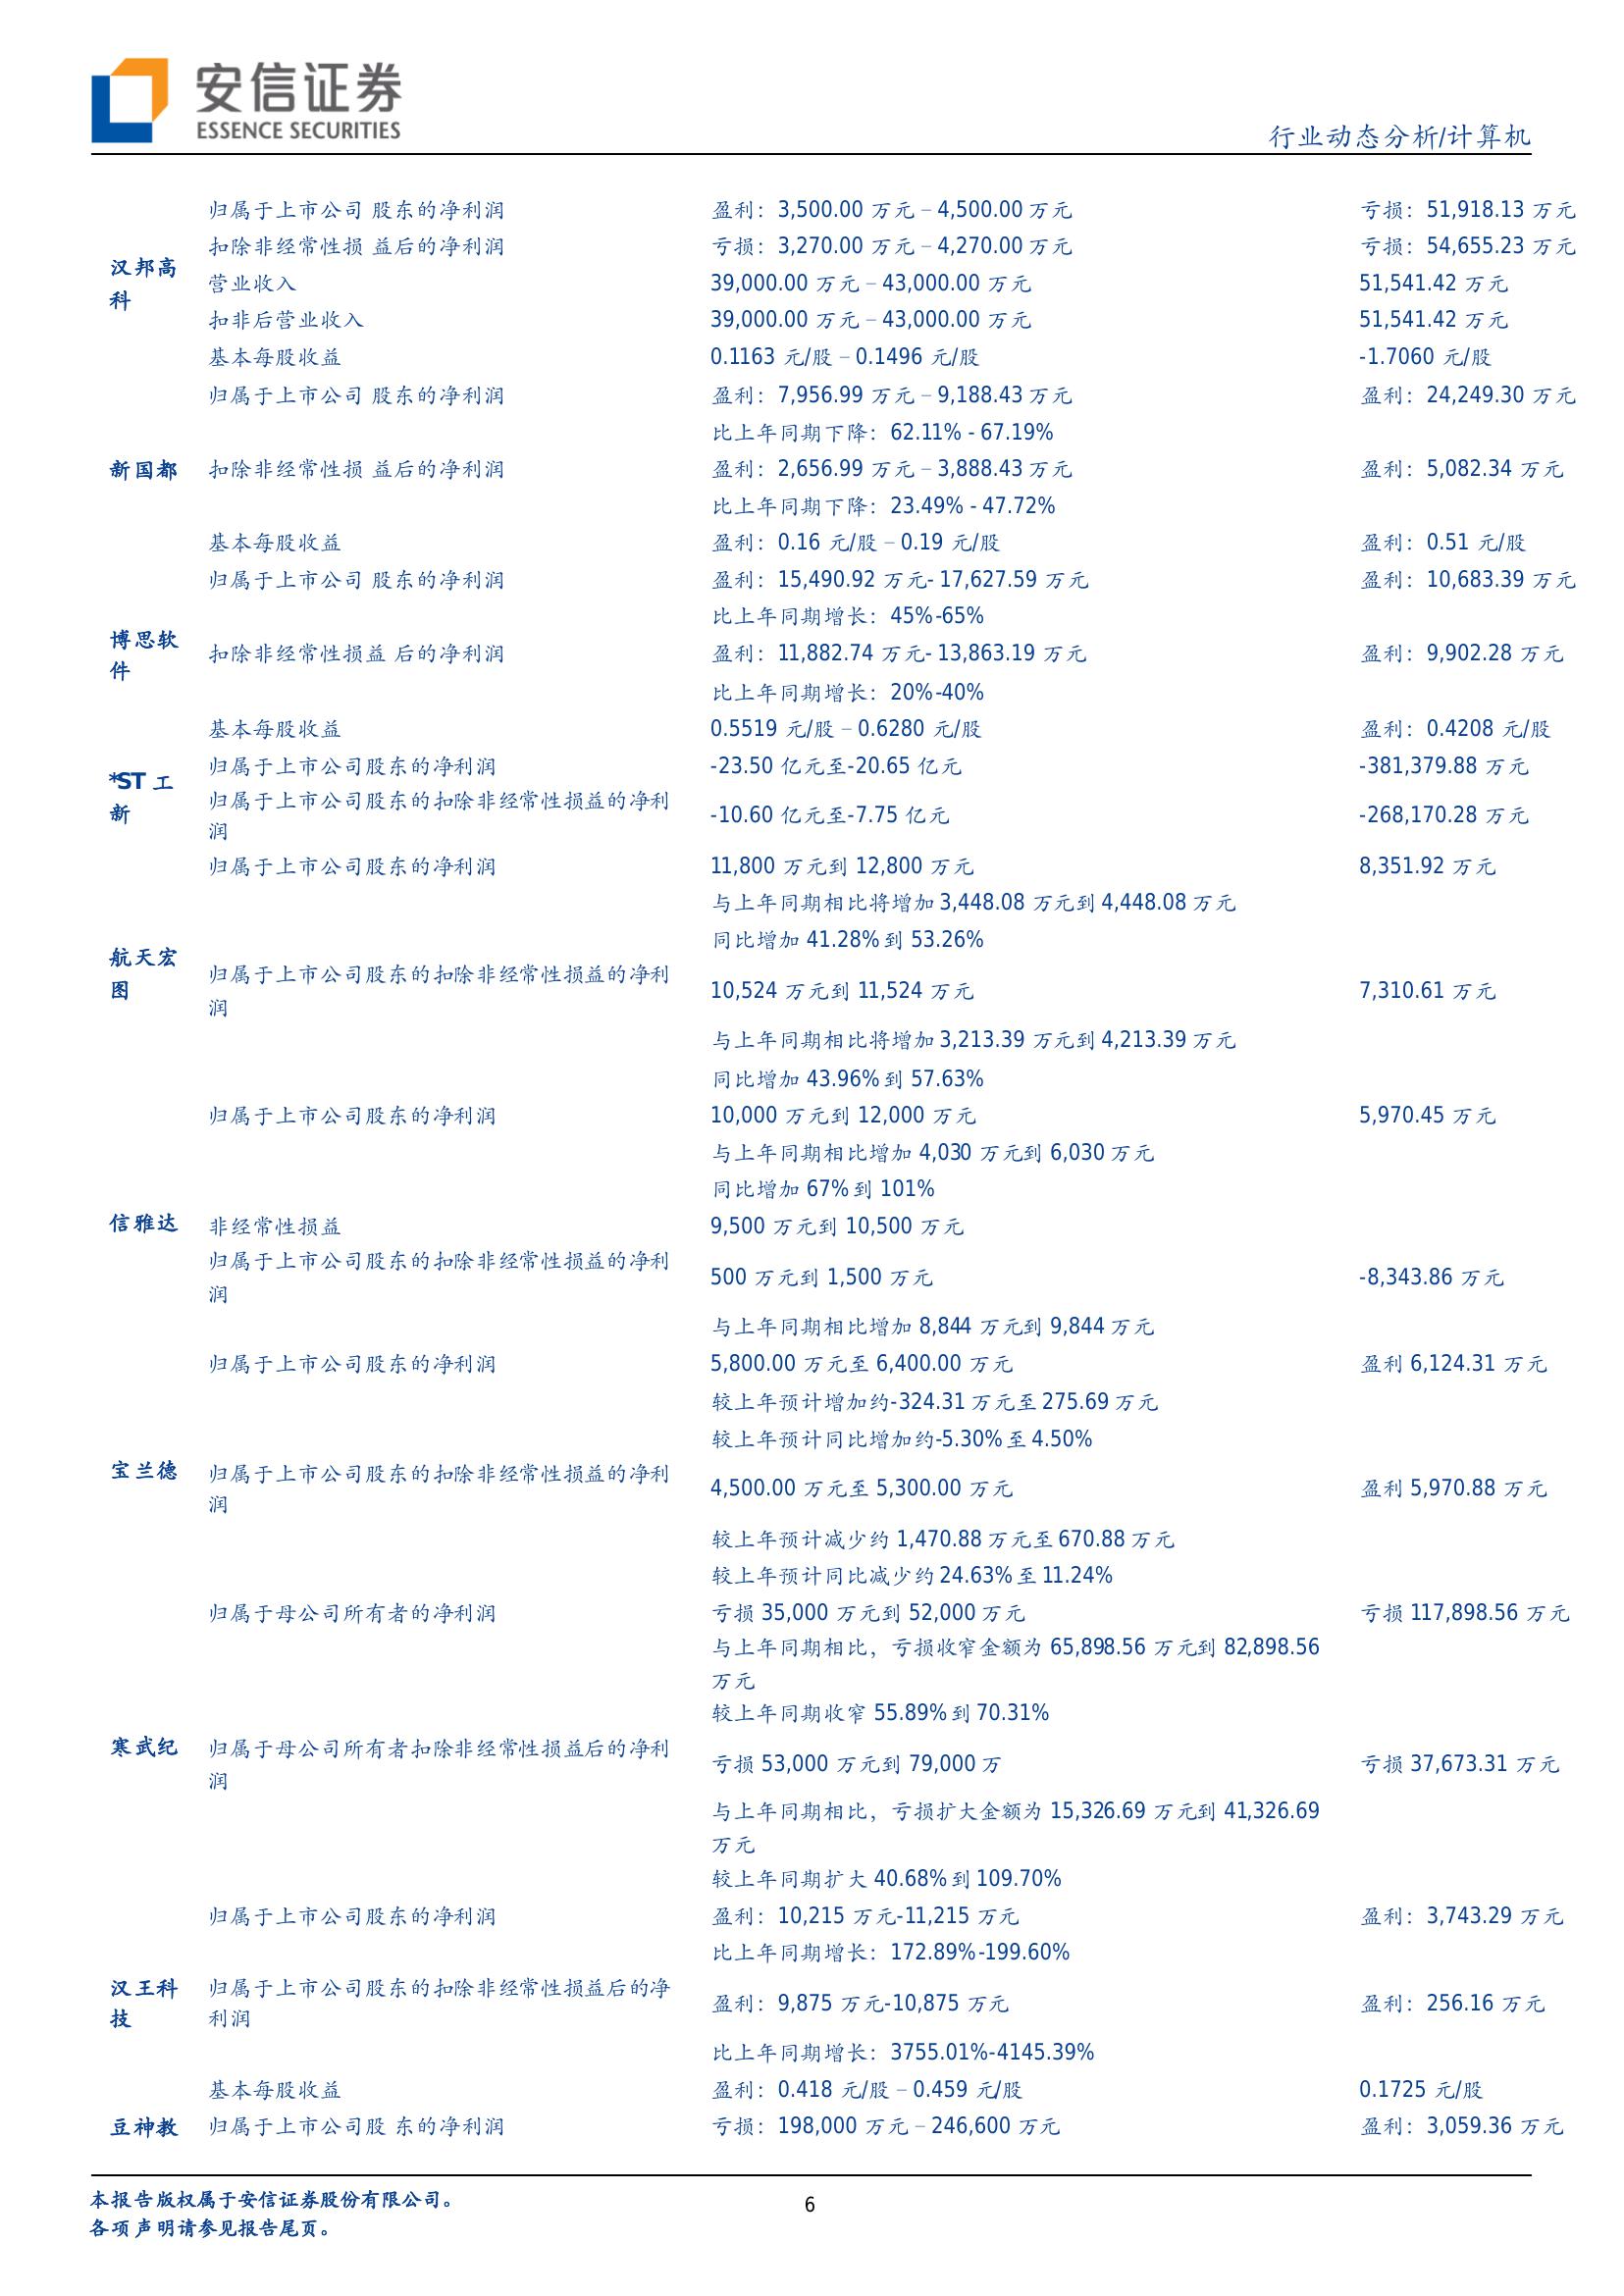 安信证券
ESSENCE SECURITIES
行业动态分析/计算机
归属于上市公司 股东的净利润 盈利：3,500.00 万元 – 4,500.00 万元 亏损：51,918.13 万元
扣除非经常性损 益后的净利润 亏损：3,270.00 万元 – 4,270.00 万元 亏损：54,655.23 万元
汉邦高
科
营业收入 39,000.00 万元 – 43,000.00 万元 51,541.42 万元
扣非后营业收入 39,000.00 万元 – 43,000.00 万元 51,541.42 万元
基本每股收益 0.1163 元/股 – 0.1496 元/股 -1.7060 元/股
归属于上市公司 股东的净利润 盈利：7,956.99 万元 – 9,188.43 万元 盈利：24,249.30 万元
比上年同期下降：62.11% - 67.19%
新国都 扣除非经常性损 益后的净利润 盈利：2,656.99 万元 – 3,888.43 万元 盈利：5,082.34 万元
比上年同期下降：23.49% - 47.72%
基本每股收益 盈利：0.16 元/股 – 0.19 元/股 盈利：0.51 元/股
归属于上市公司 股东的净利润 盈利：15,490.92 万元- 17,627.59 万元 盈利：10,683.39 万元
比上年同期增长：45%-65%
博思软
件
扣除非经常性损益 后的净利润 盈利：11,882.74 万元- 13,863.19 万元 盈利：9,902.28 万元
比上年同期增长：20%-40%
基本每股收益 0.5519 元/股 – 0.6280 元/股 盈利：0.4208 元/股
归属于上市公司股东的净利润 -23.50 亿元至-20.65 亿元 -381,379.88 万元
*ST 工
新
归属于上市公司股东的扣除非经常性损益的净利
润
-10.60 亿元至-7.75 亿元 -268,170.28 万元
归属于上市公司股东的净利润 11,800 万元到 12,800 万元 8,351.92 万元
与上年同期相比将增加 3,448.08 万元到 4,448.08 万元
同比增加 41.28%到 53.26%
航天宏
图
归属于上市公司股东的扣除非经常性损益的净利
润
10,524 万元到 11,524 万元 7,310.61 万元
与上年同期相比将增加 3,213.39 万元到 4,213.39 万元
同比增加 43.96%到 57.63%
归属于上市公司股东的净利润 10,000 万元到 12,000 万元 5,970.45 万元
与上年同期相比增加 4,030 万元到 6,030 万元
同比增加 67%到 101%
信雅达 非经常性损益 9,500 万元到 10,500 万元
归属于上市公司股东的扣除非经常性损益的净利
润
500 万元到 1,500 万元 -8,343.86 万元
与上年同期相比增加 8,844 万元到 9,844 万元
归属于上市公司股东的净利润 5,800.00 万元至 6,400.00 万元 盈利 6,124.31 万元
较上年预计增加约-324.31 万元至 275.69 万元
较上年预计同比增加约-5.30%至 4.50%
宝兰德 归属于上市公司股东的扣除非经常性损益的净利
润
4,500.00 万元至 5,300.00 万元 盈利 5,970.88 万元
较上年预计减少约 1,470.88 万元至 670.88 万元
较上年预计同比减少约 24.63%至 11.24%
归属于母公司所有者的净利润 亏损 35,000 万元到 52,000 万元 亏损 117,898.56 万元
与上年同期相比，亏损收窄金额为 65,898.56 万元到 82,898.56
万元
较上年同期收窄 55.89%到 70.31%
寒武纪 归属于母公司所有者扣除非经常性损益后的净利
润
亏损 53,000 万元到 79,000 万 亏损 37,673.31 万元
与上年同期相比，亏损扩大金额为 15,326.69 万元到 41,326.69
万元
较上年同期扩大 40.68%到 109.70%
归属于上市公司股东的净利润 盈利：10,215 万元-11,215 万元 盈利：3,743.29 万元
比上年同期增长：172.89%-199.60%
汉王科
技
归属于上市公司股东的扣除非经常性损益后的净
利润
盈利：9,875 万元-10,875 万元 盈利：256.16 万元
比上年同期增长：3755.01%-4145.39%
基本每股收益 盈利：0.418 元/股 – 0.459 元/股 0.1725 元/股
豆神教 归属于上市公司股 东的净利润 亏损：198,000 万元 – 246,600 万元 盈利：3,059.36 万元
本报告版权属于安信证券股份有限公司。
各项声明请参见报告尾页。
6